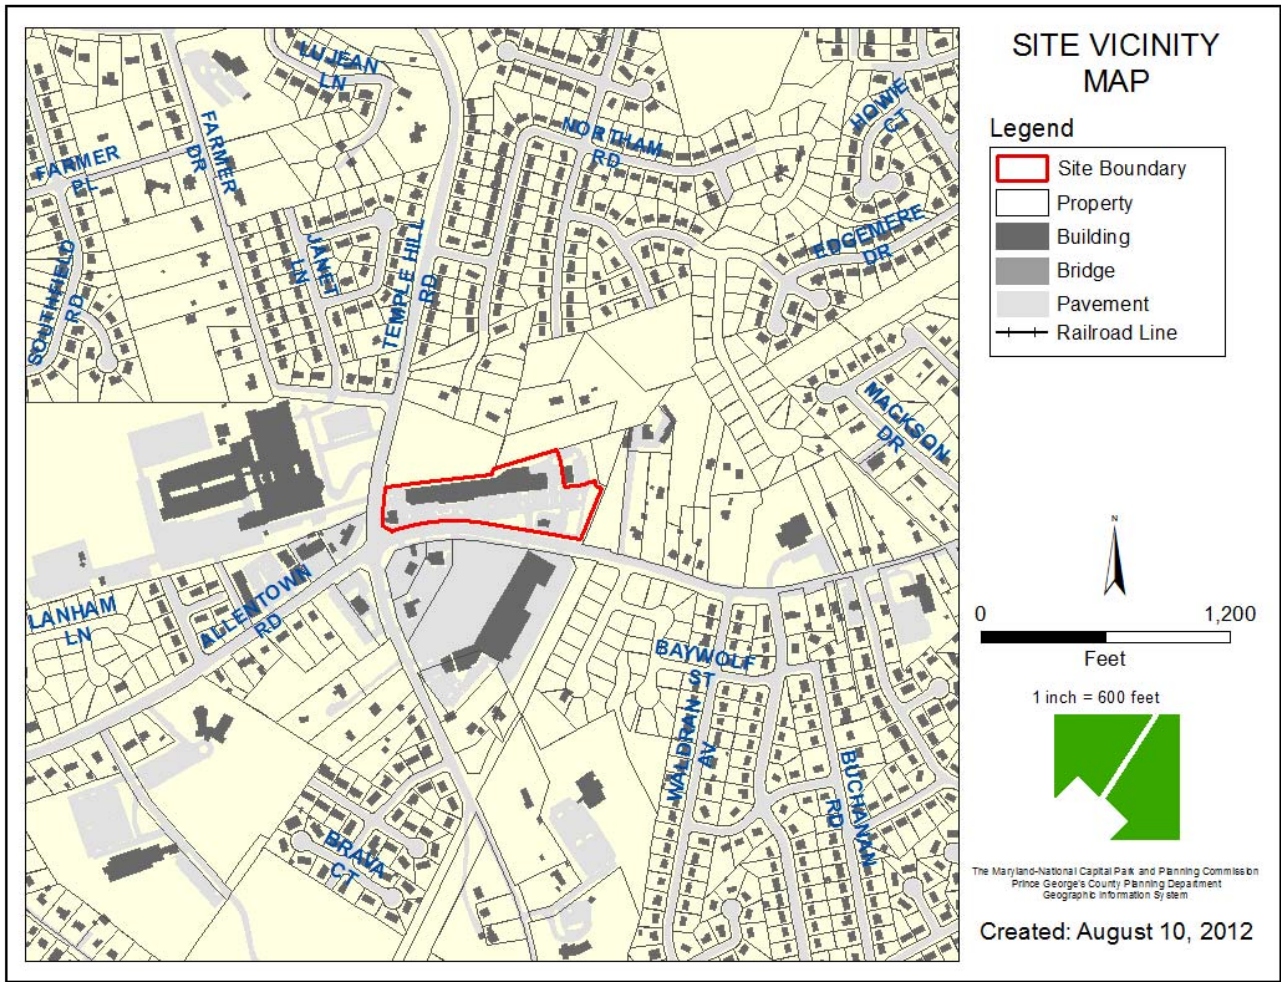 SITE VICINITY
MAP
Legend
Site Boundary
Property
Building
Bridge
Pavement
Railroad Line
N
0 1,200
Feet
1 inch = 600 feet
The Maryland-National Capital Park and Planning Commission
Prince George's County Planning Department
Geographic Information System
Created: August 10, 2012
LUJEAN
LN
FARMER
DR
FARMER
PL
NORTHAM
RD
HOWIE
CT
SOUTHFIELD
RD
JANET
LN
TEMPLE HILL
RD
EDGEMERE
DR
MACKSON
DR
LANHAM
LN
ALLENTOWN
RD
BAYWOLF
ST
WALDRAN
AV
BUCHANAN
RD
BRAVA
CT